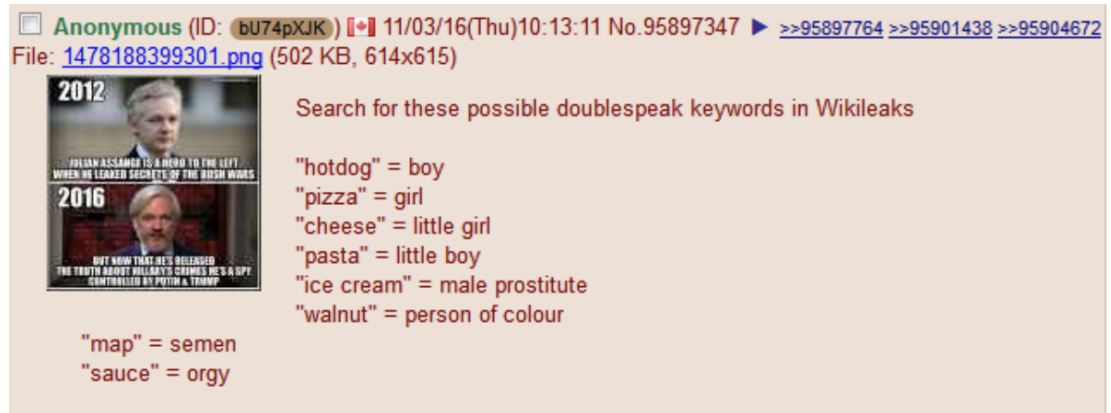 Anonymous (ID: bU74pXJK) 11/03/16(Thu)10:13:11 No.95897347 ▶ >>95897764 >>95901438 >>95904672
File: 1478188399301.png (502 KB, 614x615)
2012
JULIAN ASSANGE IS A HERO TO THE LEFT
WHEN HE LEAKED SECRETS OF THE BUSH WARS
2016
BUT NOW THAT HE'S RELEASED
THE TRUTH ABOUT HILLARY'S CRIMES HE'S A SPY
CONTROLLED BY PUTIN & TRUMP
Search for these possible doublespeak keywords in Wikileaks
"hotdog" = boy
"pizza" = girl
"cheese" = little girl
"pasta" = little boy
"ice cream" = male prostitute
"walnut" = person of colour
"map" = semen
"sauce" = orgy